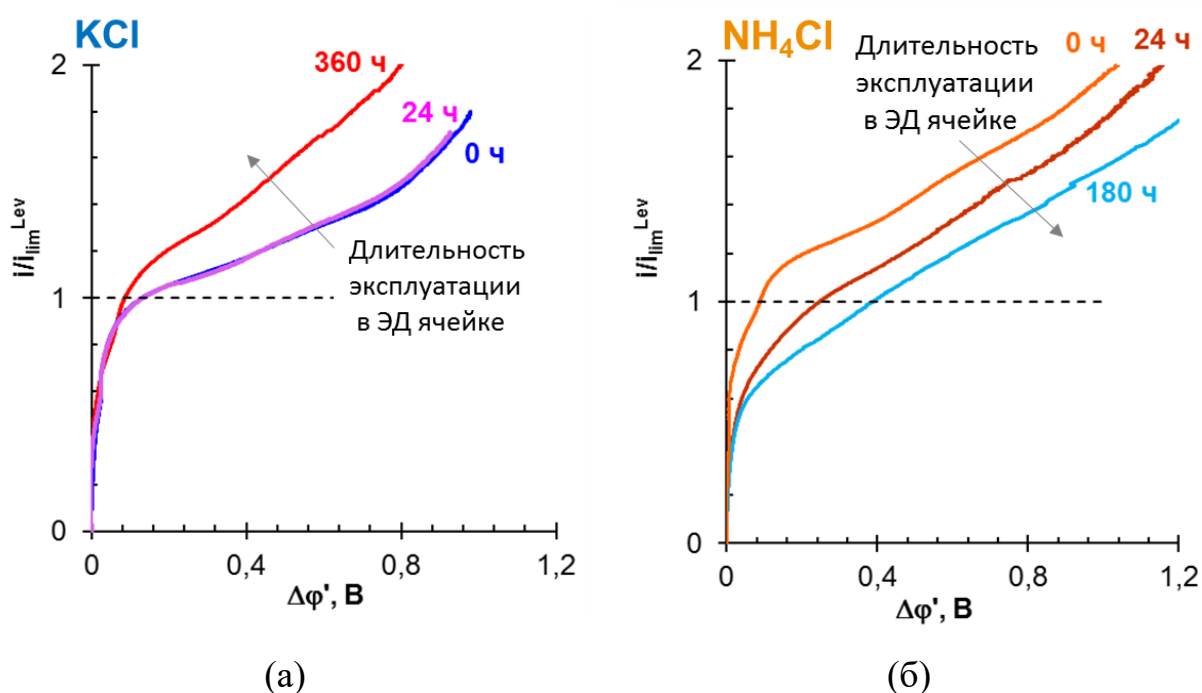 KCl
2
360 ч
24 ч
0 ч
i/i_lim^Lev
1
Длительность
эксплуатации
в ЭД ячейке
0
0 0,4 0,8 1,2
Δφ', В
(а)
NH₄Cl
Длительность
эксплуатации
в ЭД ячейке
0 ч 24 ч
2
180 ч
i/i_lim^Lev
1
0
0 0,4 0,8 1,2
Δφ', В
(б)